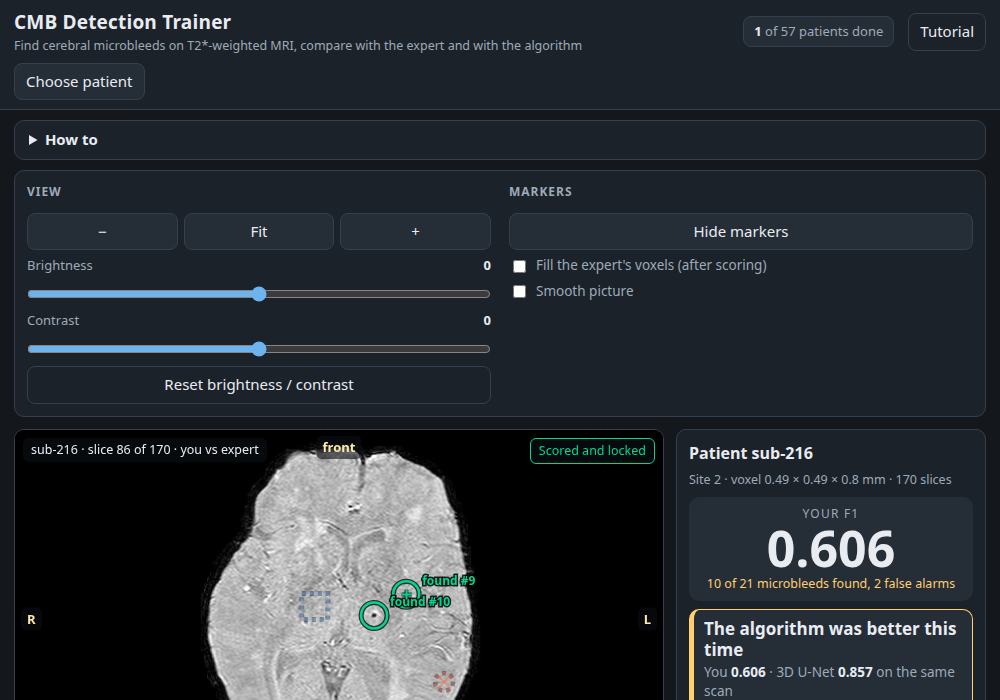 CMB Detection Trainer
Find cerebral microbleeds on T2*-weighted MRI, compare with the expert and with the algorithm
1 of 57 patients done
Tutorial
Choose patient
How to
VIEW
−
Fit
+
Brightness
0
Contrast
0
Reset brightness / contrast
MARKERS
Hide markers
Fill the expert's voxels (after scoring)
Smooth picture
sub-216 · slice 86 of 170 · you vs expert
front
Scored and locked
found #9
found #10
R
L
Patient sub-216
Site 2 · voxel 0.49 × 0.49 × 0.8 mm · 170 slices
YOUR F1
0.606
10 of 21 microbleeds found, 2 false alarms
The algorithm was better this
time
You 0.606 · 3D U-Net 0.857 on the same
scan